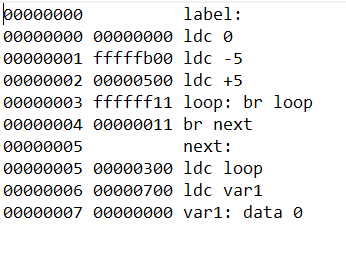 00000000 label:
00000000 00000000 ldc 0
00000001 fffffb00 ldc -5
00000002 00000500 ldc +5
00000003 ffffff11 loop: br loop
00000004 00000011 br next
00000005 next:
00000005 00000300 ldc loop
00000006 00000700 ldc var1
00000007 00000000 var1: data 0